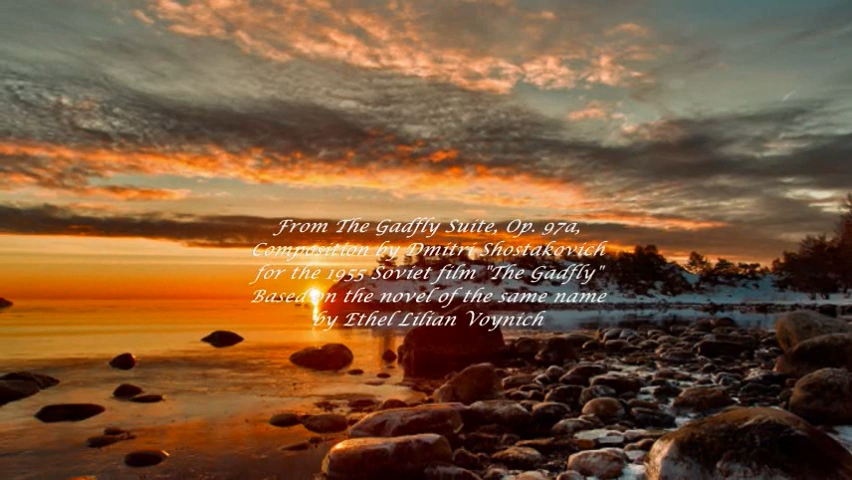 From The Gadfly Suite, Op. 97a,
Composition by Dmitri Shostakovich
for the 1955 Soviet film "The Gadfly"
Based on the novel of the same name
by Ethel Lilian Voynich